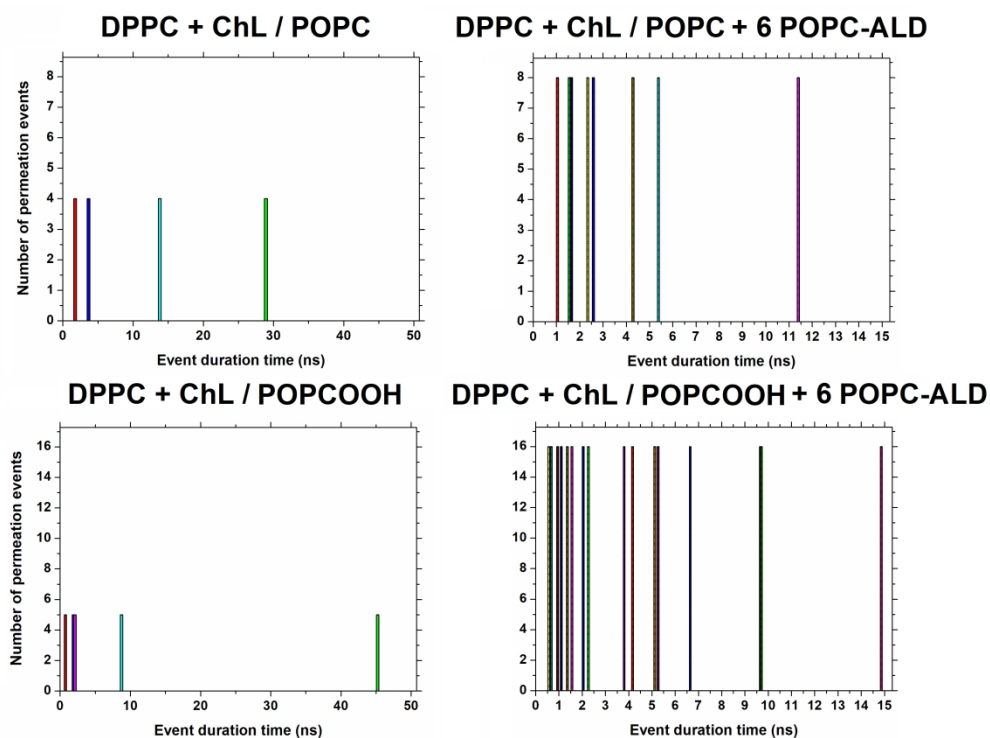 DPPC + ChL / POPC
Number of permeation events
8
7
6
5
4
3
2
1
0
0 10 20 30 40 50
Event duration time (ns)
DPPC + ChL / POPC + 6 POPC-ALD
8
7
6
5
4
3
2
1
0
0 1 2 3 4 5 6 7 8 9 10 11 12 13 14 15
Event duration time (ns)
DPPC + ChL / POPCOOH
Number of permeation events
16
14
12
10
8
6
4
2
0
0 10 20 30 40 50
Event duration time (ns)
DPPC + ChL / POPCOOH + 6 POPC-ALD
16
14
12
10
8
6
4
2
0
0 1 2 3 4 5 6 7 8 9 10 11 12 13 14 15
Event duration time (ns)